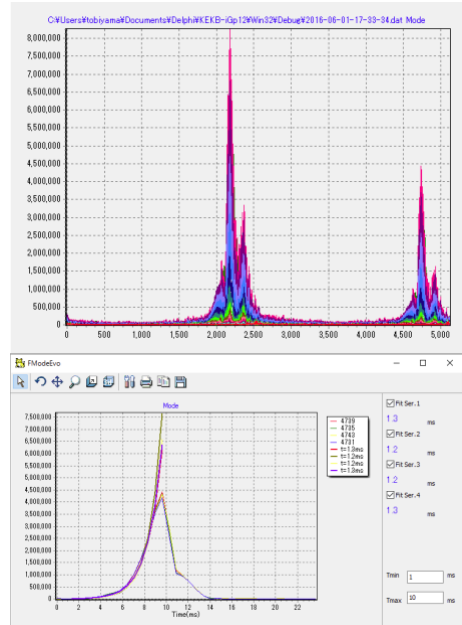 C:¥Users¥tobiyama¥Documents¥Delphi¥KEKB-iGp12¥Win32¥Debug¥2016-06-01-17-33-34.dat Mode
8,000,000
7,500,000
7,000,000
6,500,000
6,000,000
5,500,000
5,000,000
4,500,000
4,000,000
3,500,000
3,000,000
2,500,000
2,000,000
1,500,000
1,000,000
500,000
0
0 500 1,000 1,500 2,000 2,500 3,000 3,500 4,000 4,500 5,000
FModeEvo
Mode
7,500,000
7,000,000
6,500,000
6,000,000
5,500,000
5,000,000
4,500,000
4,000,000
3,500,000
3,000,000
2,500,000
2,000,000
1,500,000
1,000,000
500,000
0
0 2 4 6 8 10 12 14 16 18 20 22
Time(ms)
4739
4735
4743
4731
t=1.3ms
t=1.2ms
t=1.2ms
t=1.3ms
Fit Ser.1
1.3 ms
Fit Ser.2
1.2 ms
Fit Ser.3
1.2 ms
Fit Ser.4
1.3 ms
Tmin 1 ms
Tmax 10 ms